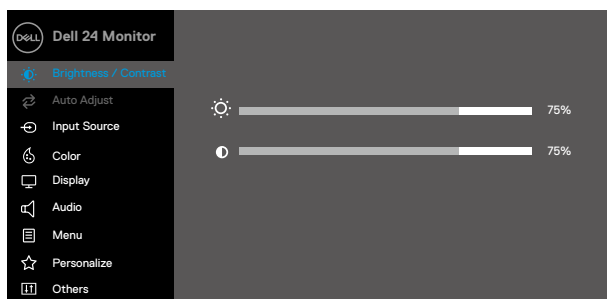 DELL Dell 24 Monitor
Brightness / Contrast
Auto Adjust
Input Source
75%
Color
75%
Display
Audio
Menu
Personalize
Others